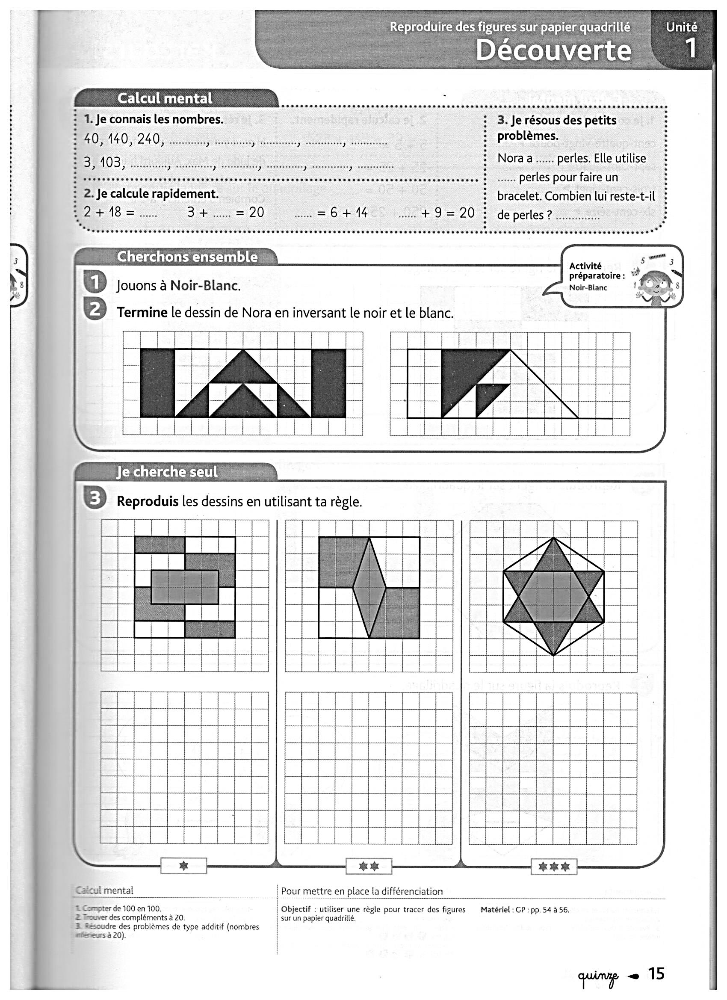 Reproduire des figures sur papier quadrillé
Découverte
Unité
1
Calcul mental
1. Je connais les nombres.
40, 140, 240, ............, ............, ............, ............, ............
3, 103, ............, ............, ............, ............, ............, ............
2. Je calcule rapidement.
2 + 18 = ...... 3 + ...... = 20 ...... = 6 + 14 ...... + 9 = 20
3. Je résous des petits
problèmes.
Nora a ...... perles. Elle utilise
...... perles pour faire un
bracelet. Combien lui reste-t-il
de perles ? ...............
Cherchons ensemble
Activité
préparatoire :
Noir-Blanc
5 3
1 8
3
8
1 Jouons à Noir-Blanc.
2 Termine le dessin de Nora en inversant le noir et le blanc.
Je cherche seul
3 Reproduis les dessins en utilisant ta règle.
Calcul mental
1. Compter de 100 en 100.
2. Trouver des compléments à 20.
3. Résoudre des problèmes de type additif (nombres
inférieurs à 20).
Pour mettre en place la différenciation
Objectif : utiliser une règle pour tracer des figures
sur un papier quadrillé.
Matériel : GP : pp. 54 à 56.
quinze - 15